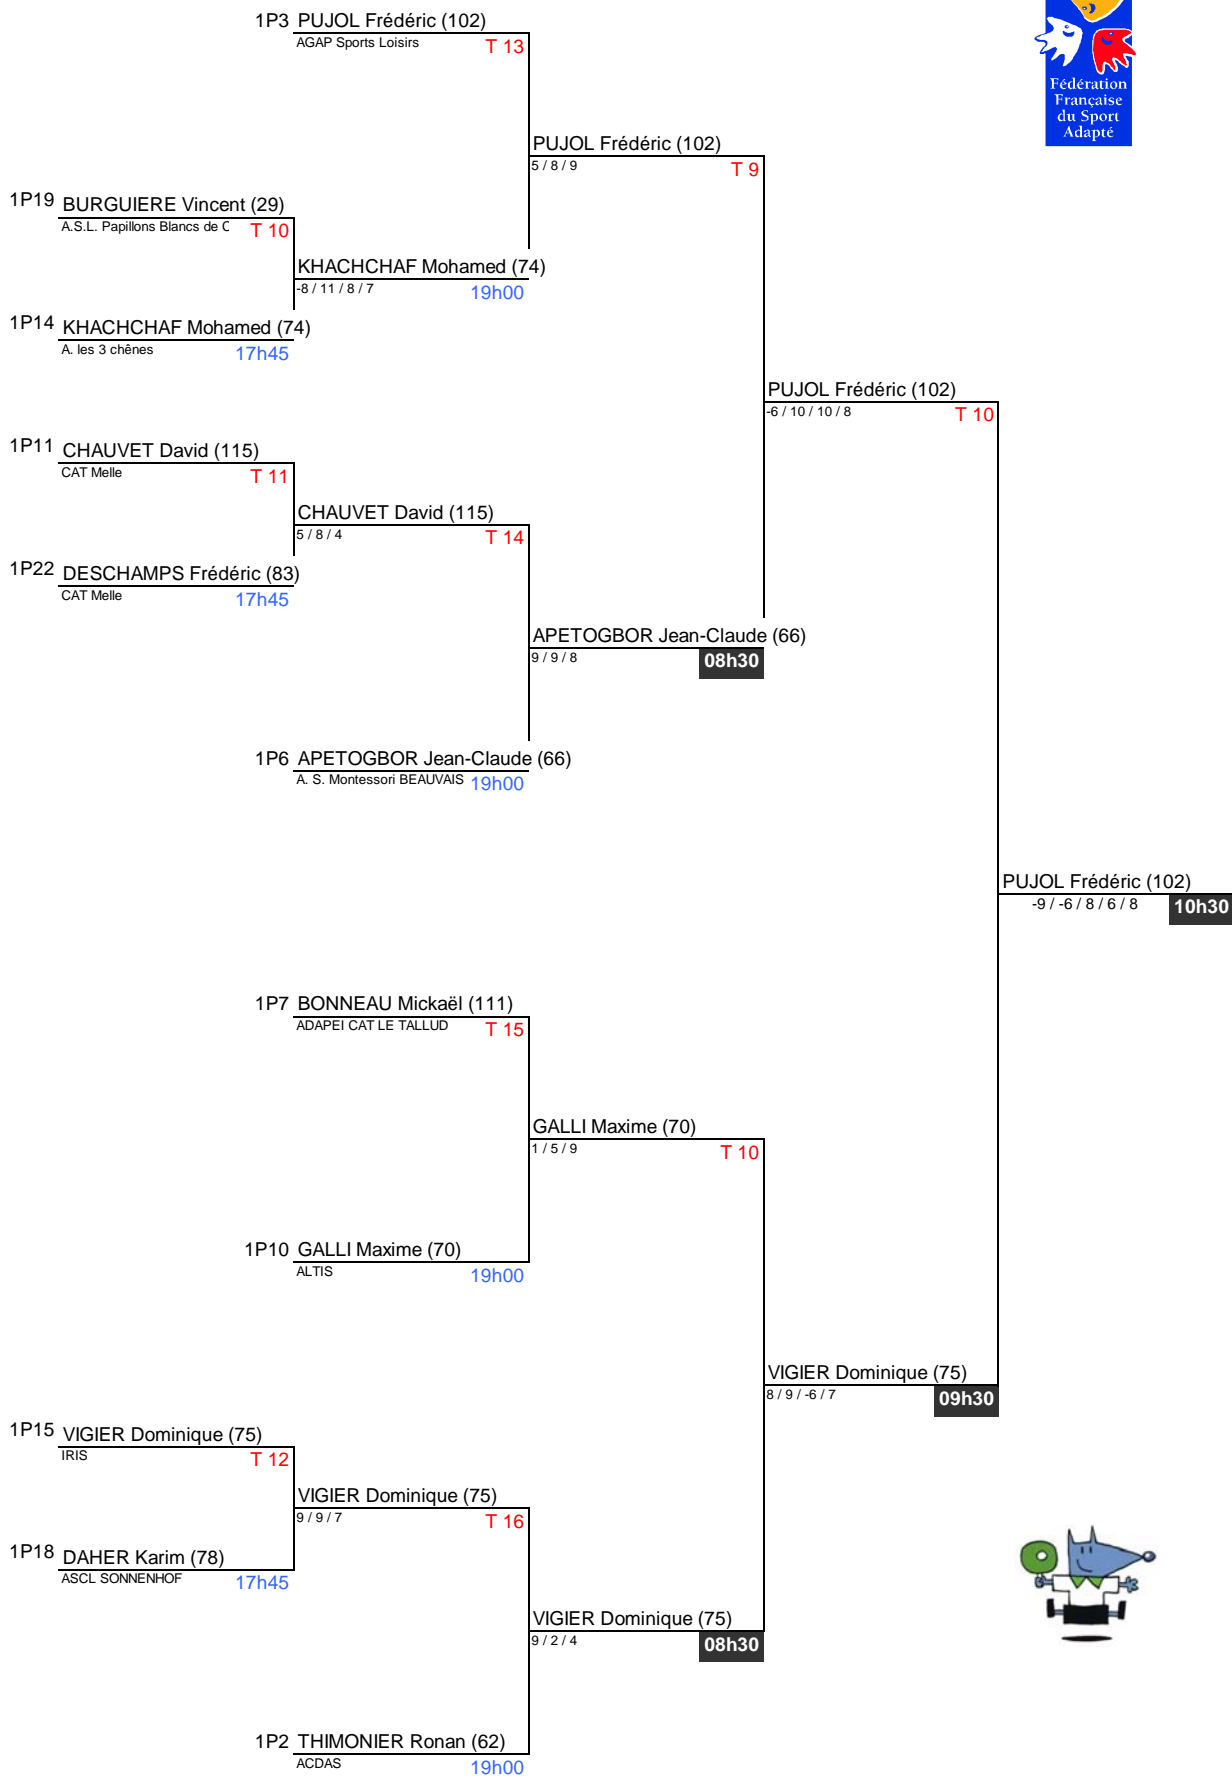 1P3 PUJOL Frédéric (102)
AGAP Sports Loisirs T 13
Fédération
Française
du Sport
Adapté
PUJOL Frédéric (102)
5 / 8 / 9 T 9
1P19 BURGUIERE Vincent (29)
A.S.L. Papillons Blancs de C T 10
KHACHCHAF Mohamed (74)
-8 / 11 / 8 / 7 19h00
1P14 KHACHCHAF Mohamed (74)
A. les 3 chênes 17h45
PUJOL Frédéric (102)
-6 / 10 / 10 / 8 T 10
1P11 CHAUVET David (115)
CAT Melle T 11
CHAUVET David (115)
5 / 8 / 4 T 14
1P22 DESCHAMPS Frédéric (83)
CAT Melle 17h45
APETOGBOR Jean-Claude (66)
9 / 9 / 8 08h30
1P6 APETOGBOR Jean-Claude (66)
A. S. Montessori BEAUVAIS 19h00
PUJOL Frédéric (102)
-9 / -6 / 8 / 6 / 8 10h30
1P7 BONNEAU Mickaël (111)
ADAPEI CAT LE TALLUD T 15
GALLI Maxime (70)
1 / 5 / 9 T 10
1P10 GALLI Maxime (70)
ALTIS 19h00
VIGIER Dominique (75)
8 / 9 / -6 / 7 09h30
1P15 VIGIER Dominique (75)
IRIS T 12
VIGIER Dominique (75)
9 / 9 / 7 T 16
1P18 DAHER Karim (78)
ASCL SONNENHOF 17h45
VIGIER Dominique (75)
9 / 2 / 4 08h30
1P2 THIMONIER Ronan (62)
ACDAS 19h00